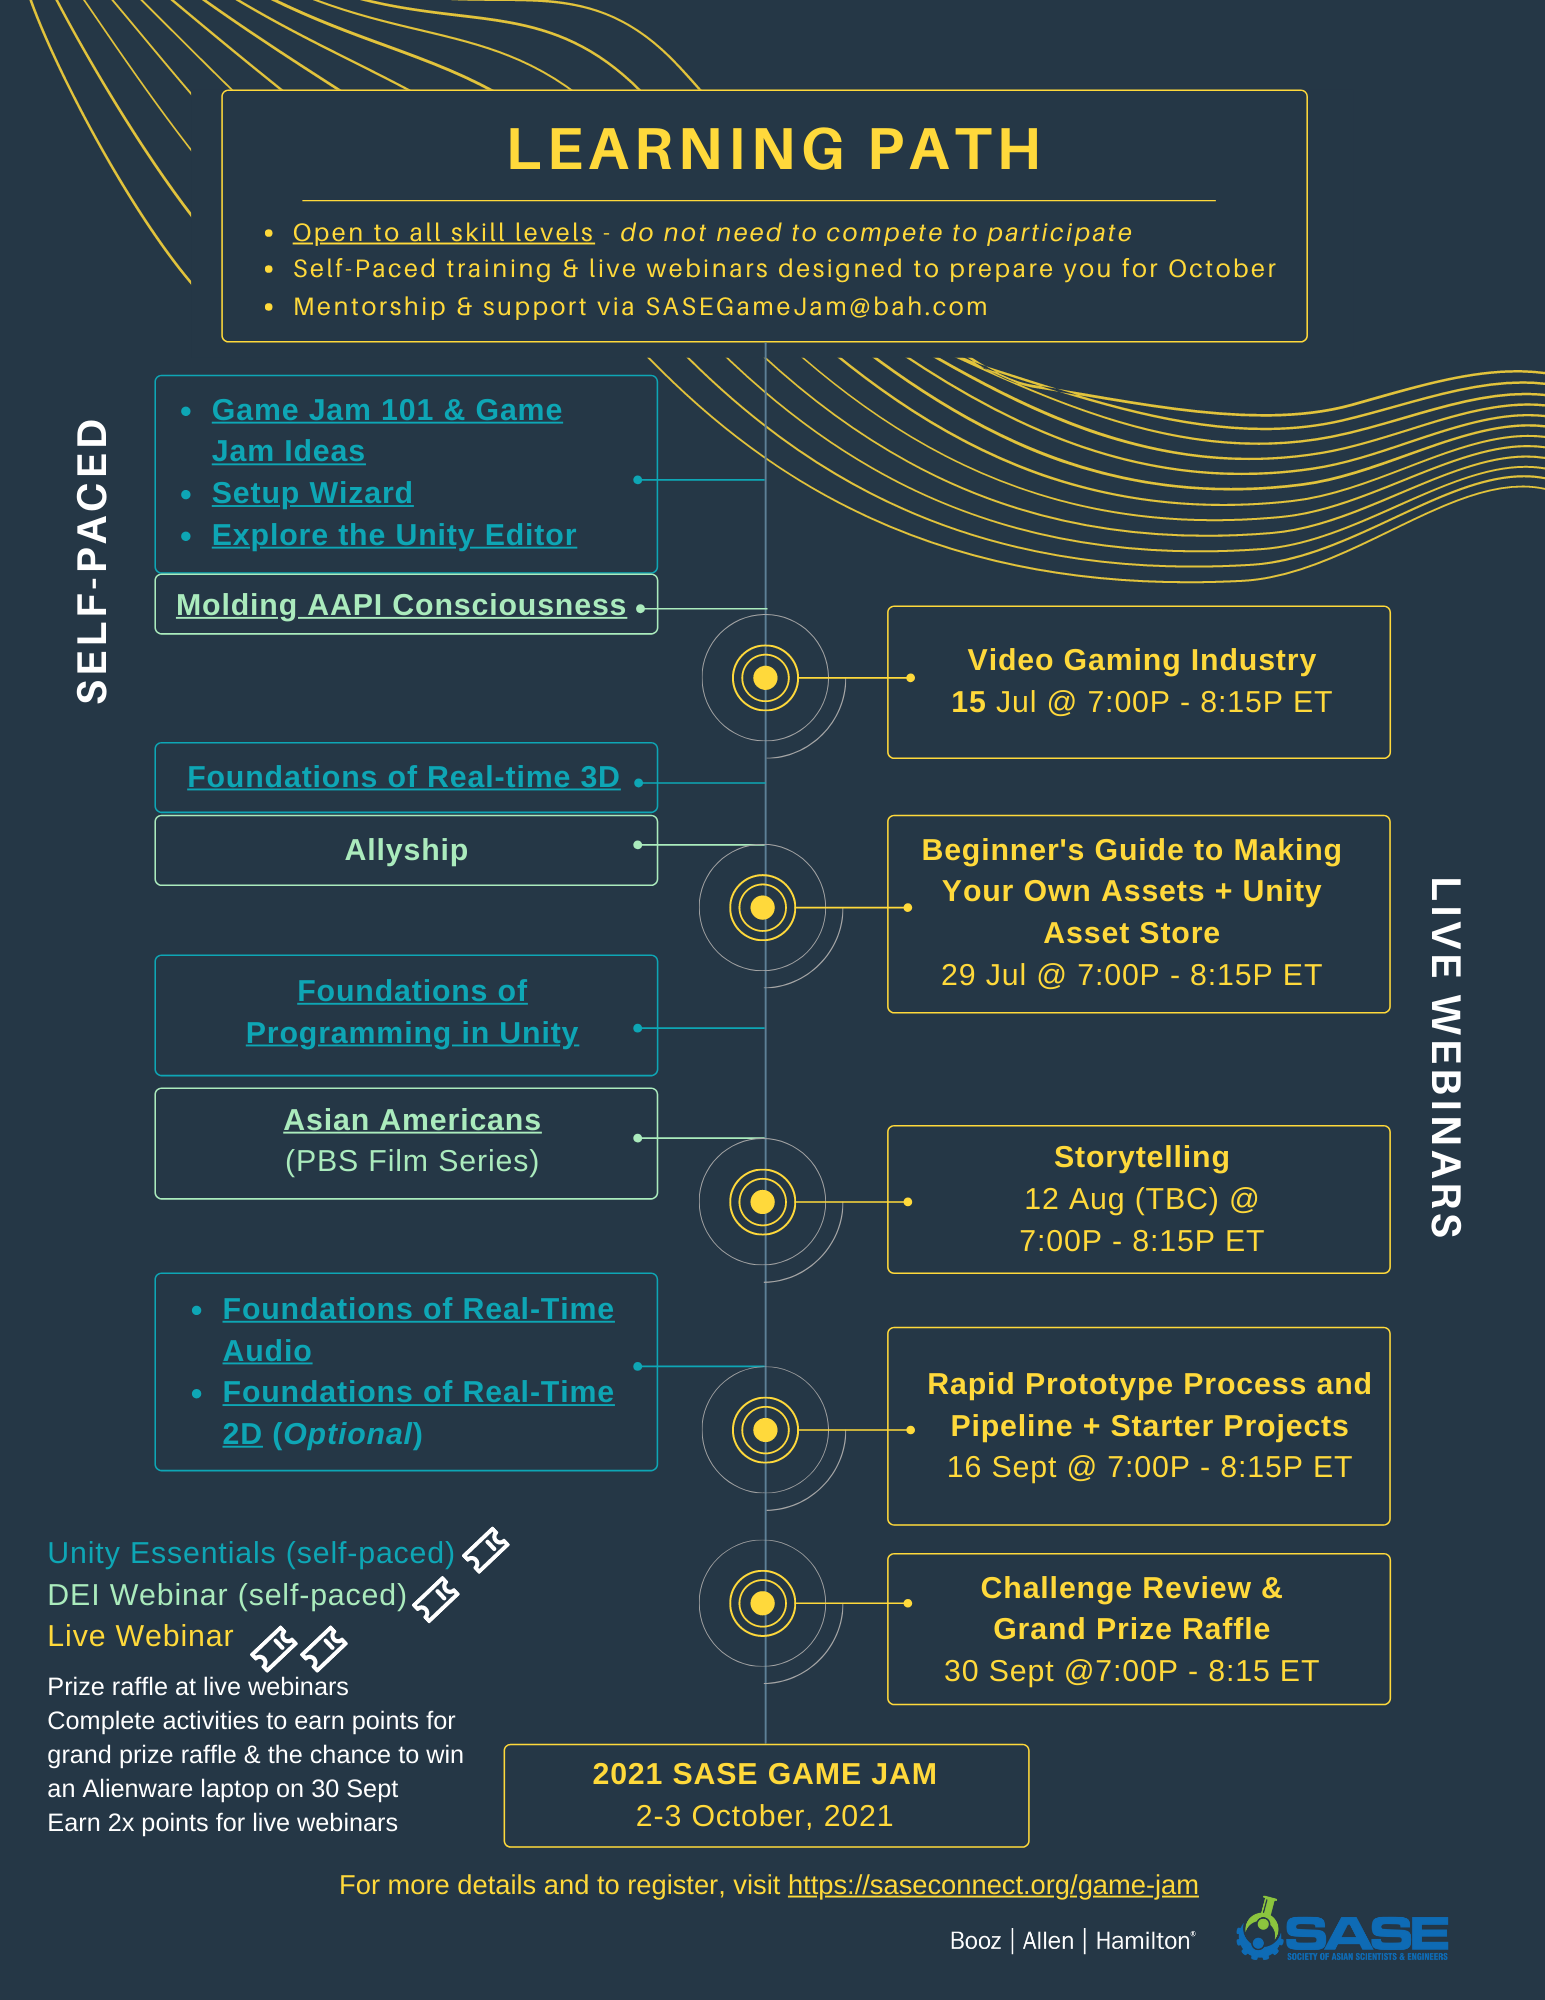 LEARNING PATH
Open to all skill levels - do not need to compete to participate
Self-Paced training & live webinars designed to prepare you for October
Mentorship & support via SASEGameJam@bah.com
SELF-PACED
Game Jam 101 & Game
Jam Ideas
Setup Wizard
Explore the Unity Editor
Molding AAPI Consciousness
Video Gaming Industry
15 Jul @ 7:00P - 8:15P ET
Foundations of Real-time 3D
Allyship
Beginner's Guide to Making
Your Own Assets + Unity
Asset Store
29 Jul @ 7:00P - 8:15P ET
LIVE WEBINARS
Foundations of
Programming in Unity
Asian Americans
(PBS Film Series)
Storytelling
12 Aug (TBC) @
7:00P - 8:15P ET
Foundations of Real-Time
Audio
Foundations of Real-Time
2D (Optional)
Rapid Prototype Process and
Pipeline + Starter Projects
16 Sept @ 7:00P - 8:15P ET
Challenge Review &
Grand Prize Raffle
30 Sept @7:00P - 8:15 ET
Unity Essentials (self-paced)
DEI Webinar (self-paced)
Live Webinar
Prize raffle at live webinars
Complete activities to earn points for
grand prize raffle & the chance to win
an Alienware laptop on 30 Sept
Earn 2x points for live webinars
2021 SASE GAME JAM
2-3 October, 2021
For more details and to register, visit https://saseconnect.org/game-jam
Booz | Allen | Hamilton®
SASE
SOCIETY OF ASIAN SCIENTISTS & ENGINEERS